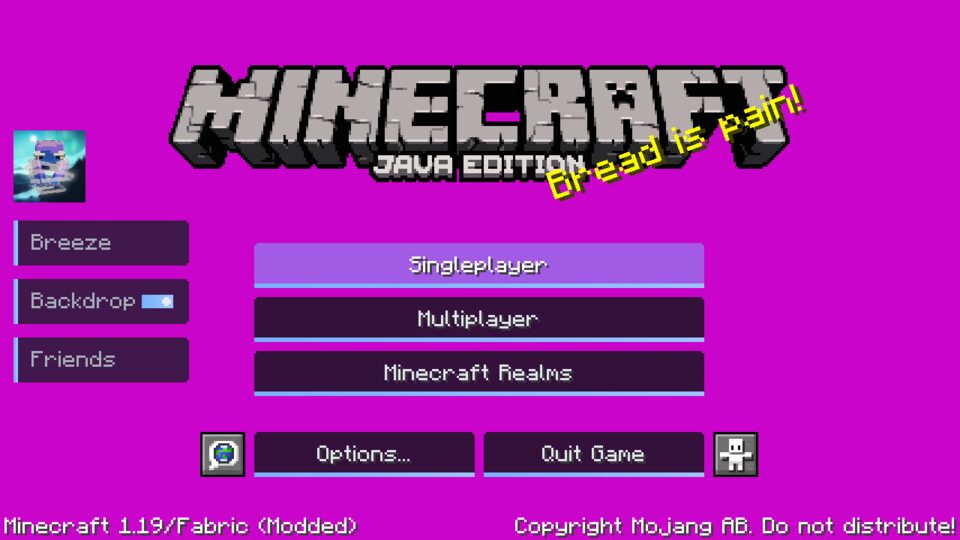 MINECRAFT
JAVA EDITION
Bread is pain!
Breeze
Backdrop
Friends
Singleplayer
Multiplayer
Minecraft Realms
Options...
Quit Game
Minecraft 1.19/Fabric (Modded)
Copyright Mojang AB. Do not distribute!